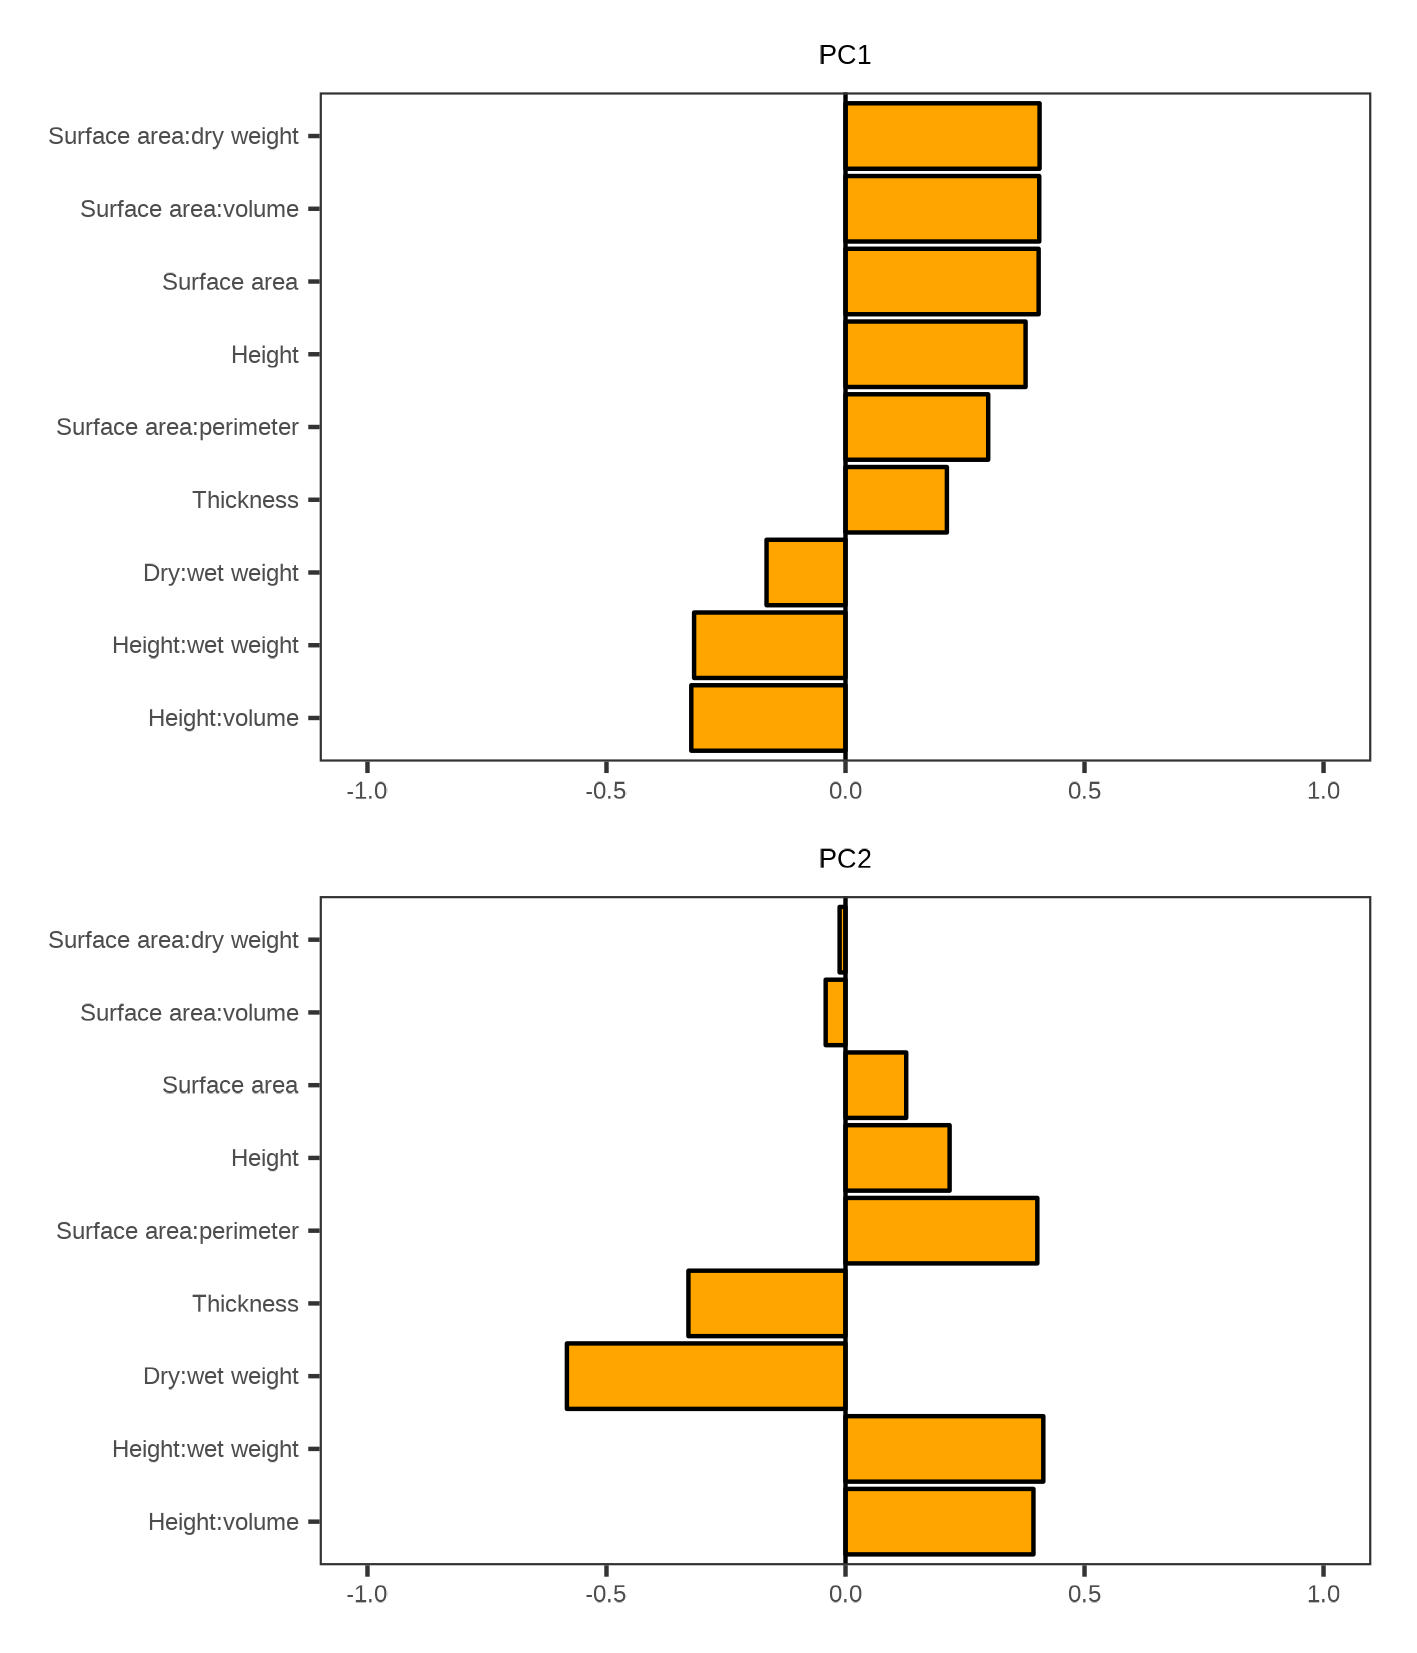 PC1
Surface area:dry weight
Surface area:volume
Surface area
Height
Surface area:perimeter
Thickness
Dry:wet weight
Height:wet weight
Height:volume
-1.0 -0.5 0.0 0.5 1.0
PC2
Surface area:dry weight
Surface area:volume
Surface area
Height
Surface area:perimeter
Thickness
Dry:wet weight
Height:wet weight
Height:volume
-1.0 -0.5 0.0 0.5 1.0